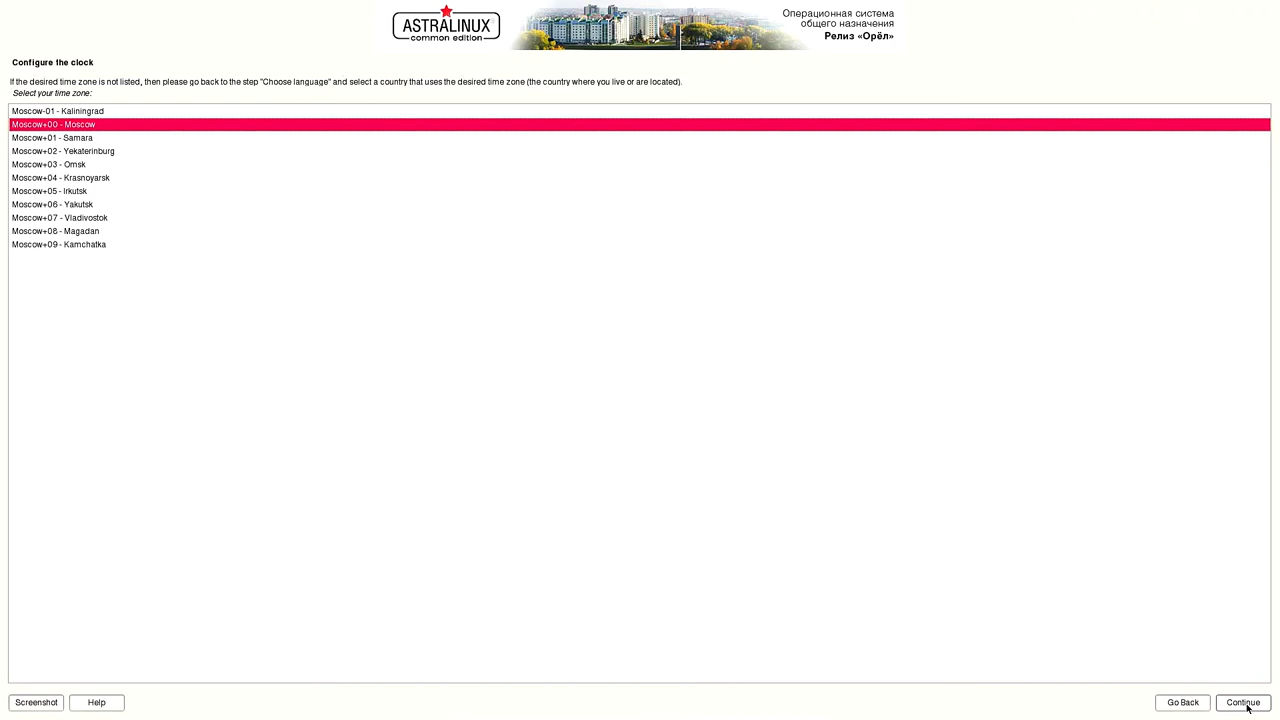 ASTRALINUX
common edition
Операционная система
общего назначения
Релиз «Орёл»
Configure the clock
If the desired time zone is not listed, then please go back to the step "Choose language" and select a country that uses the desired time zone (the country where you live or are located).
Select your time zone:
Moscow-01 - Kaliningrad
Moscow+00 - Moscow
Moscow+01 - Samara
Moscow+02 - Yekaterinburg
Moscow+03 - Omsk
Moscow+04 - Krasnoyarsk
Moscow+05 - Irkutsk
Moscow+06 - Yakutsk
Moscow+07 - Vladivostok
Moscow+08 - Magadan
Moscow+09 - Kamchatka
Screenshot Help Go Back Continue